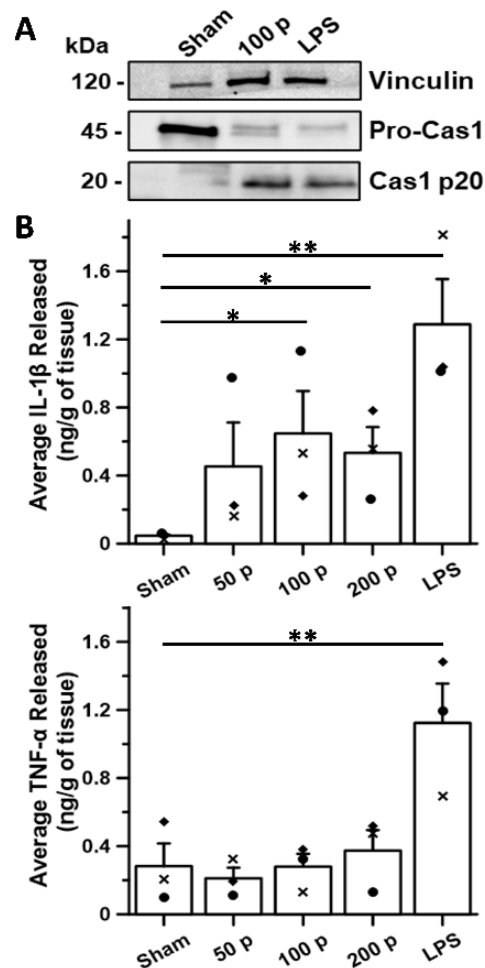 A
kDa
Sham 100 p LPS
120 - Vinculin
45 - Pro-Cas1
20 - Cas1 p20
B
Average IL-1β Released
(ng/g of tissue)
1.6
1.2
0.8
0.4
0
**
*
*
Sham 50 p 100 p 200 p LPS
Average TNF-α Released
(ng/g of tissue)
1.6
1.2
0.8
0.4
0
**
Sham 50 p 100 p 200 p LPS